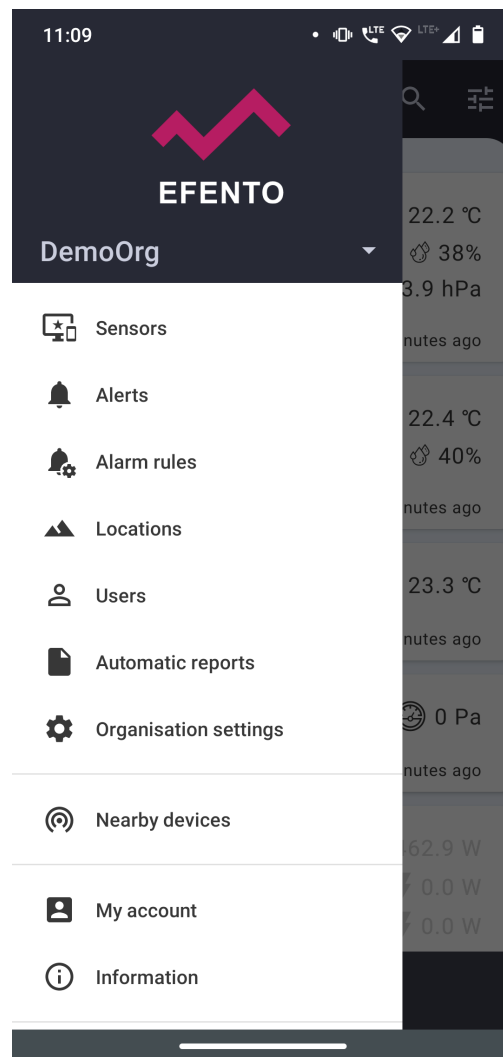 11:09
LTE
LTE+
EFENTO
DemoOrg
22.2 °C
38%
3.9 hPa
Sensors
nutes ago
Alerts
22.4 °C
40%
Alarm rules
nutes ago
Locations
23.3 °C
Users
nutes ago
Automatic reports
0 Pa
Organisation settings
nutes ago
Nearby devices
62.9 W
0.0 W
My account
0.0 W
Information